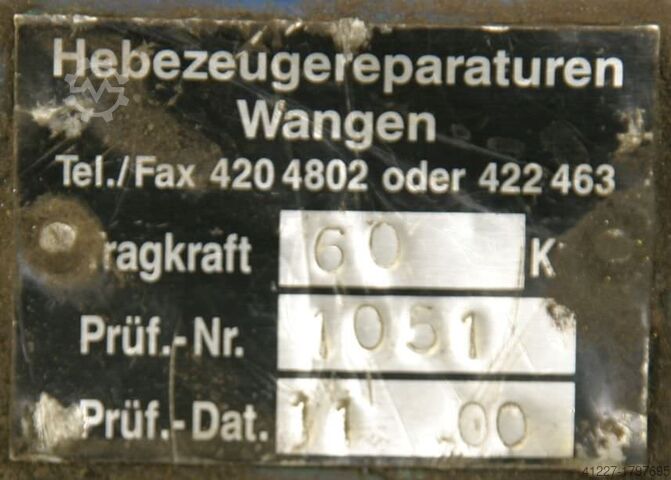 Hebezeugereparaturen
Wangen
Tel./Fax 420 4802 oder 422 463
ragkraft 60 K
Prüf.-Nr. 1051
Prüf.-Dat. 11 .00
41227-1797695